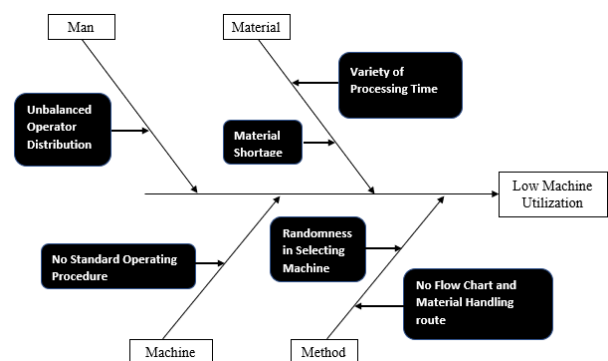 Man
Material
Variety of
Processing Time
Unbalanced
Operator
Distribution
Material
Shortage
Low Machine
Utilization
Randomness
in Selecting
Machine
No Standard Operating
Procedure
No Flow Chart and
Material Handling
route
Machine
Method